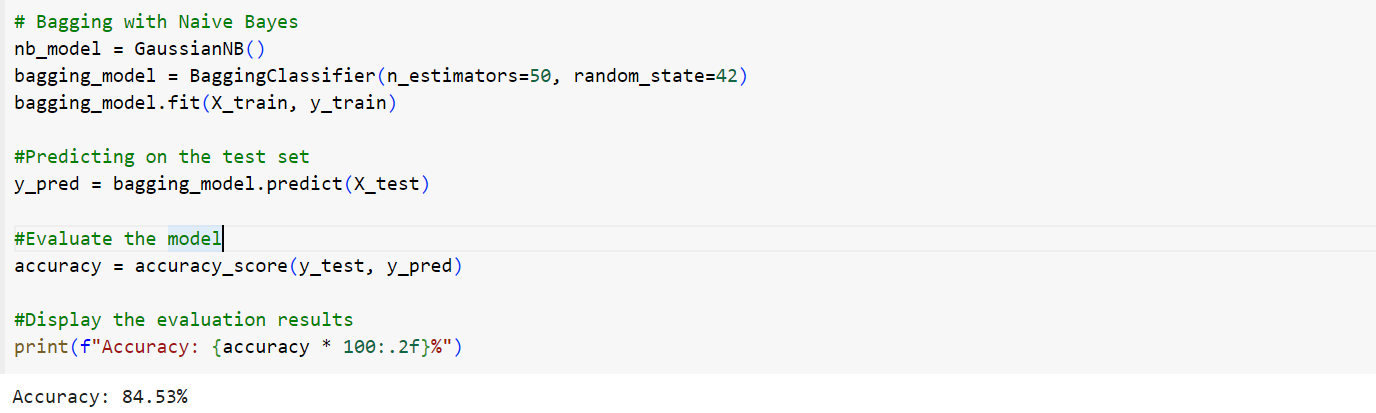 # Bagging with Naive Bayes
nb_model = GaussianNB()
bagging_model = BaggingClassifier(n_estimators=50, random_state=42)
bagging_model.fit(X_train, y_train)
#Predicting on the test set
y_pred = bagging_model.predict(X_test)
#Evaluate the model
accuracy = accuracy_score(y_test, y_pred)
#Display the evaluation results
print(f"Accuracy: {accuracy * 100:.2f}%")
Accuracy: 84.53%